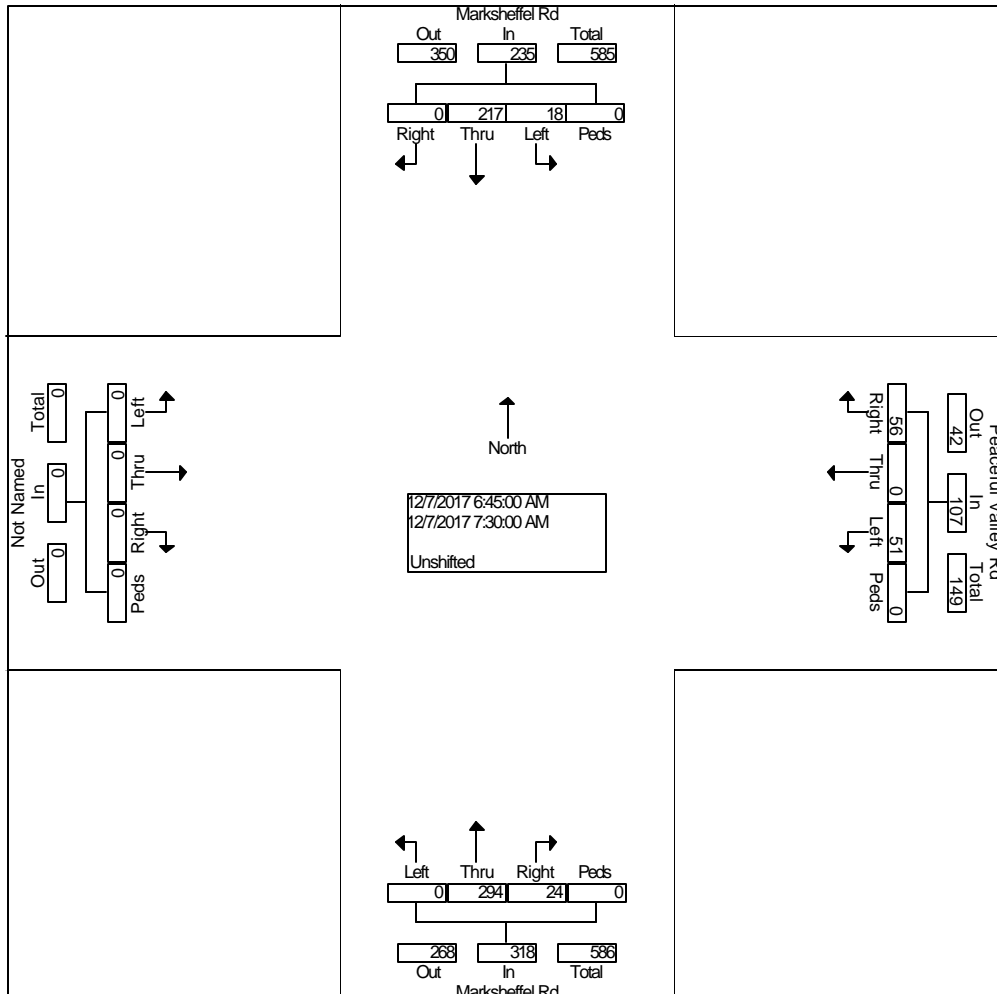 Marksheffel Rd
Out In Total
350 235 585
0 217 18 0
Right Thru Left Peds
Not Named
Total In Out
0 0 0
0 0 0 0
Left Thru Right Peds
North
12/7/2017 6:45:00 AM
12/7/2017 7:30:00 AM
Unshifted
Peaceful Valley Rd
Out In Total
42 107 149
56 0 51 0
Right Thru Left Peds
Left Thru Right Peds
0 294 24 0
268 318 586
Out In Total
Marksheffel Rd